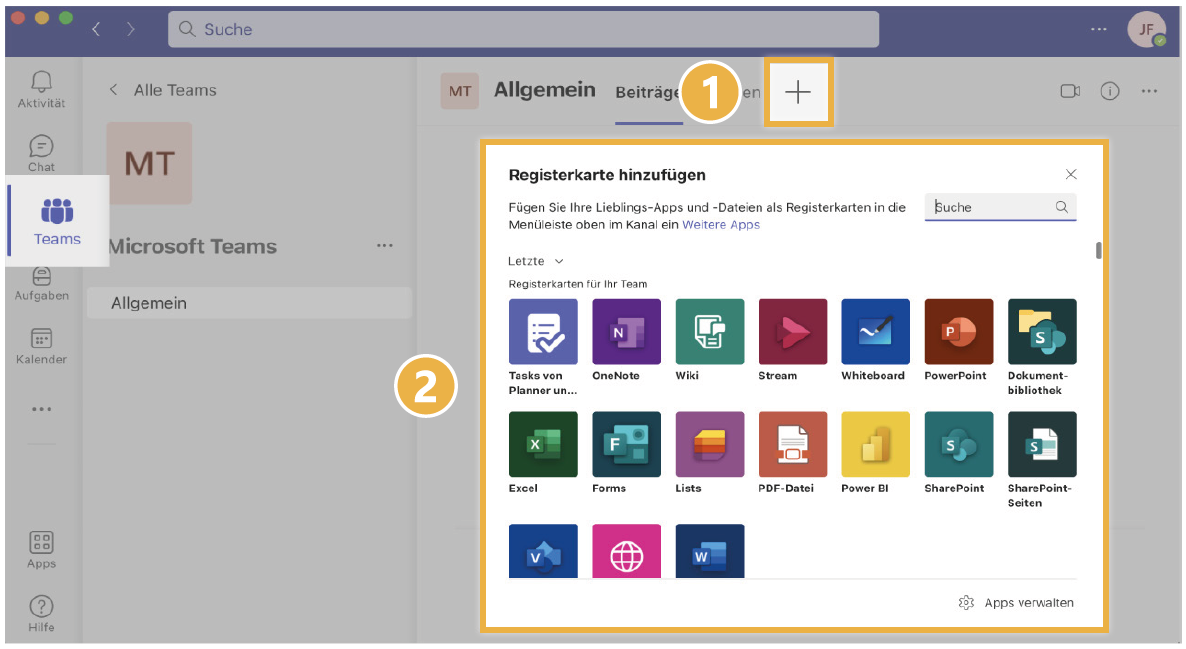 Suche
JF
Aktivität
Chat
Teams
Aufgaben
Kalender
Apps
Hilfe
Alle Teams
MT
Microsoft Teams
Allgemein
MT
Allgemein
Beiträge
1
2
Registerkarte hinzufügen
Fügen Sie Ihre Lieblings-Apps und -Dateien als Registerkarten in die
Menüleiste oben im Kanal ein Weitere Apps
Suche
Letzte
Registerkarten für Ihr Team
N
P
S
Tasks von
Planner un...
OneNote
Wiki
Stream
Whiteboard
PowerPoint
Dokument-
bibliothek
X
F
S
S
Excel
Forms
Lists
PDF-Datei
Power BI
SharePoint
SharePoint-
Seiten
V
W
Apps verwalten